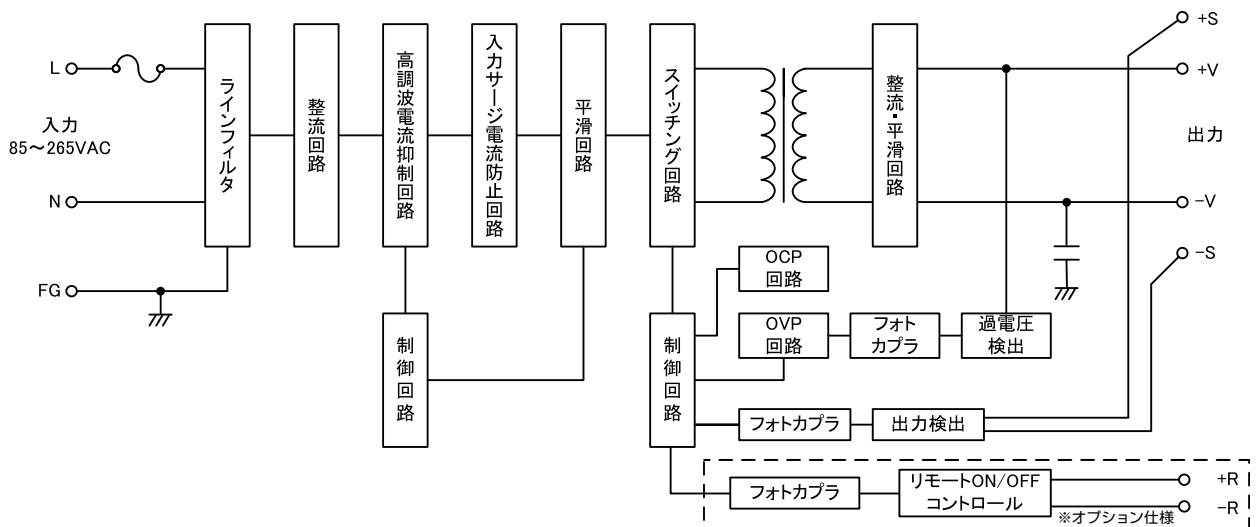 L
入力
85～265VAC
N
FG
ラインフィルタ
整流回路
高調波電流抑制回路
入力サージ電流防止回路
平滑回路
スイッチング回路
整流・平滑回路
+S
+V
出力
-V
-S
制御回路
制御回路
OCP
回路
OVP
回路
フォト
カプラ
過電圧
検出
フォトカプラ
出力検出
フォトカプラ
リモートON/OFF
コントロール
+R
-R
※オプション仕様